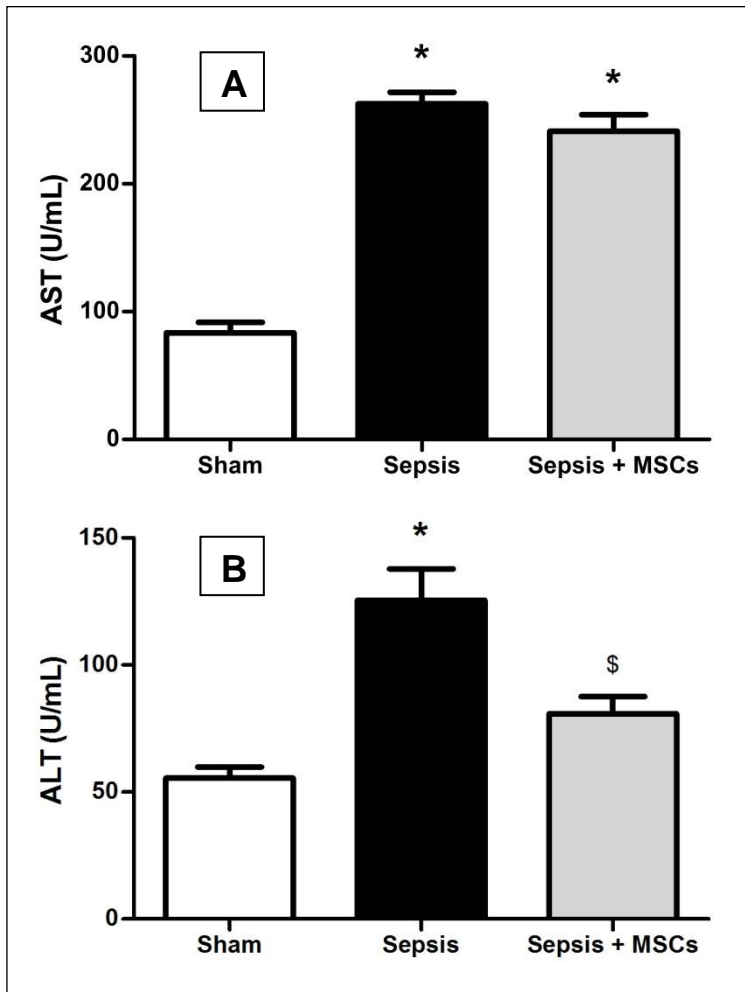 A
*
*
AST (U/mL)
300
200
100
0
Sham Sepsis Sepsis + MSCs
B
*
$
ALT (U/mL)
150
100
50
0
Sham Sepsis Sepsis + MSCs